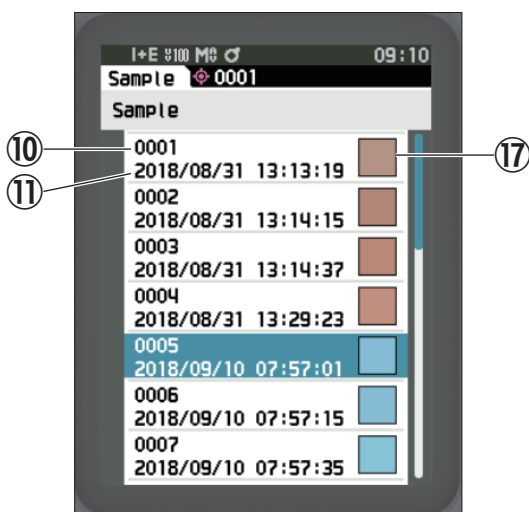 I+E 100 M 09:10
Sample 0001
Sample
⑩ 0001 ⑰
⑪ 2018/08/31 13:13:19
0002
2018/08/31 13:14:15
0003
2018/08/31 13:14:37
0004
2018/08/31 13:29:23
0005
2018/09/10 07:57:01
0006
2018/09/10 07:57:15
0007
2018/09/10 07:57:35